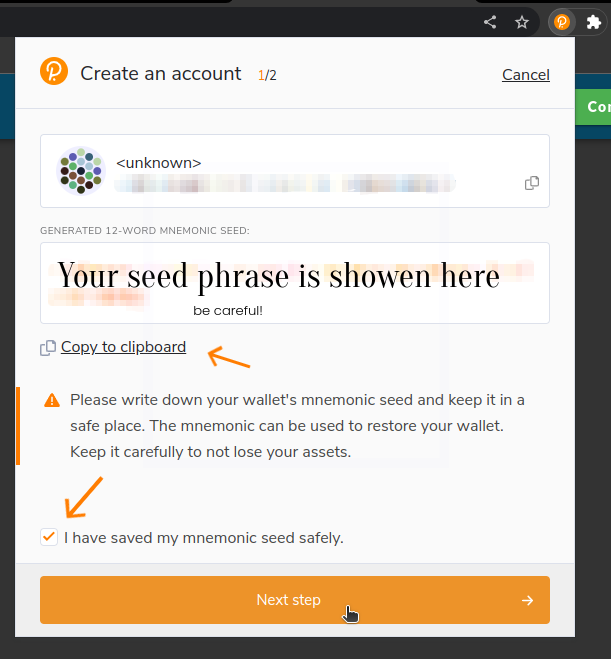 Create an account 1/2 Cancel
Con
<unknown>
GENERATED 12-WORD MNEMONIC SEED:
Your seed phrase is showen here
be careful!
Copy to clipboard
Please write down your wallet's mnemonic seed and keep it in a
safe place. The mnemonic can be used to restore your wallet.
Keep it carefully to not lose your assets.
I have saved my mnemonic seed safely.
Next step